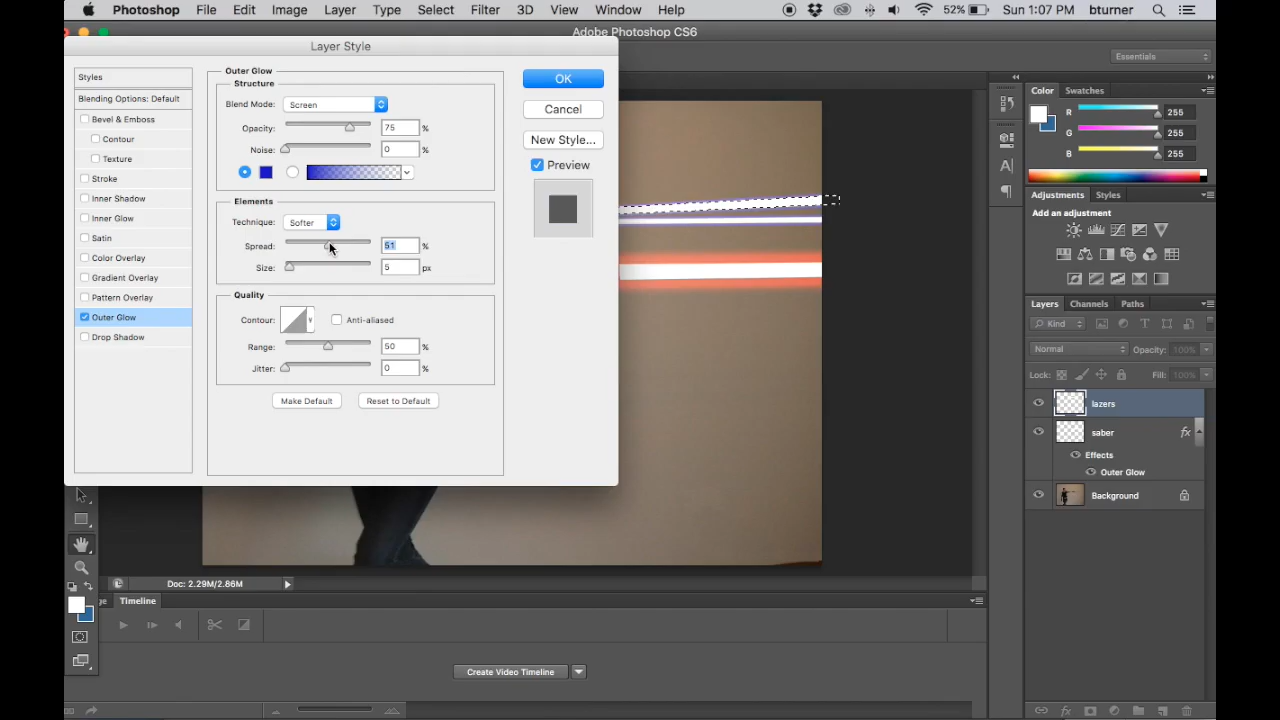 Photoshop File Edit Image Layer Type Select Filter 3D View Window Help 52% Sun 1:07 PM bturner
Adobe Photoshop CS6
Layer Style
Essentials
Styles
Blending Options: Default
Bevel & Emboss
Contour
Texture
Stroke
Inner Shadow
Inner Glow
Satin
Color Overlay
Gradient Overlay
Pattern Overlay
Outer Glow
Drop Shadow
Outer Glow
Structure
Blend Mode: Screen
Opacity: 75 %
Noise: 0 %
Elements
Technique: Softer
Spread: 51 %
Size: 5 px
Quality
Contour: Anti-aliased
Range: 50 %
Jitter: 0 %
Make Default Reset to Default
OK
Cancel
New Style...
Preview
Color Swatches
R 255
G 255
B 255
Adjustments Styles
Add an adjustment
Layers Channels Paths
Kind
Normal Opacity: 100%
Lock: Fill: 100%
lazers
saber fx
Effects
Outer Glow
Background
Doc: 2.29M/2.86M
ge Timeline
Create Video Timeline